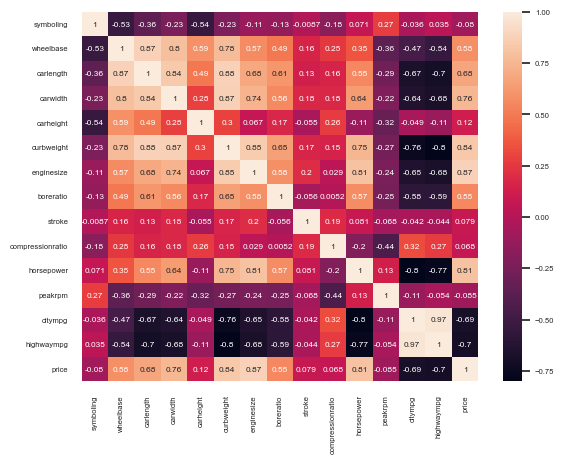 symboling 1 -0.53 -0.36 -0.23 -0.54 -0.23 -0.11 -0.13 -0.0087 -0.18 0.071 0.27 -0.036 0.035 -0.08 1.00
wheelbase -0.53 1 0.87 0.8 0.59 0.78 0.57 0.49 0.16 0.25 0.35 -0.36 -0.47 -0.54 0.58 0.75
carlength -0.36 0.87 1 0.84 0.49 0.88 0.68 0.61 0.13 0.16 0.55 -0.29 -0.67 -0.7 0.68
carwidth -0.23 0.8 0.84 1 0.28 0.87 0.74 0.56 0.18 0.18 0.64 -0.22 -0.64 -0.68 0.76 0.50
carheight -0.54 0.59 0.49 0.28 1 0.3 0.067 0.17 -0.055 0.26 -0.11 -0.32 -0.049 -0.11 0.12
curbweight -0.23 0.78 0.88 0.87 0.3 1 0.85 0.65 0.17 0.15 0.75 -0.27 -0.76 -0.8 0.84 0.25
enginesize -0.11 0.57 0.68 0.74 0.067 0.85 1 0.58 0.2 0.029 0.81 -0.24 -0.65 -0.68 0.87
boreratio -0.13 0.49 0.61 0.56 0.17 0.65 0.58 1 -0.056 0.0052 0.57 -0.25 -0.58 -0.59 0.55
stroke -0.0087 0.16 0.13 0.18 -0.055 0.17 0.2 -0.056 1 0.19 0.081 -0.068 -0.042 -0.044 0.079 0.00
compressionratio -0.18 0.25 0.16 0.18 0.26 0.15 0.029 0.0052 0.19 1 -0.2 -0.44 0.32 0.27 0.068
horsepower 0.071 0.35 0.55 0.64 -0.11 0.75 0.81 0.57 0.081 -0.2 1 0.13 -0.8 -0.77 0.81 -0.25
peakrpm 0.27 -0.36 -0.29 -0.22 -0.32 -0.27 -0.24 -0.25 -0.068 -0.44 0.13 1 -0.11 -0.054 -0.085
citympg -0.036 -0.47 -0.67 -0.64 -0.049 -0.76 -0.65 -0.58 -0.042 0.32 -0.8 -0.11 1 0.97 -0.69 -0.50
highwaympg 0.035 -0.54 -0.7 -0.68 -0.11 -0.8 -0.68 -0.59 -0.044 0.27 -0.77 -0.054 0.97 1 -0.7
price -0.08 0.58 0.68 0.76 0.12 0.84 0.87 0.55 0.079 0.068 0.81 -0.085 -0.69 -0.7 1 -0.75
symboling wheelbase carlength carwidth carheight curbweight enginesize boreratio stroke compressionratio horsepower peakrpm citympg highwaympg price